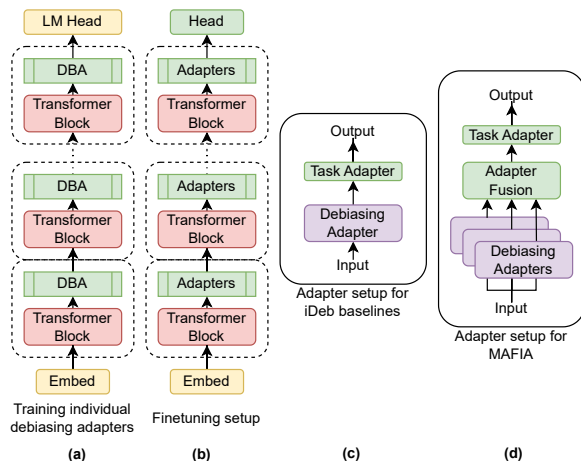 LM Head
DBA
Transformer
Block
DBA
Transformer
Block
DBA
Transformer
Block
Embed
Training individual
debiasing adapters
(a)
Head
Adapters
Transformer
Block
Adapters
Transformer
Block
Adapters
Transformer
Block
Embed
Finetuning setup
(b)
Output
Task Adapter
Debiasing
Adapter
Input
Adapter setup for
iDeb baselines
(c)
Output
Task Adapter
Adapter
Fusion
Debiasing
Adapters
Input
Adapter setup for
MAFIA
(d)